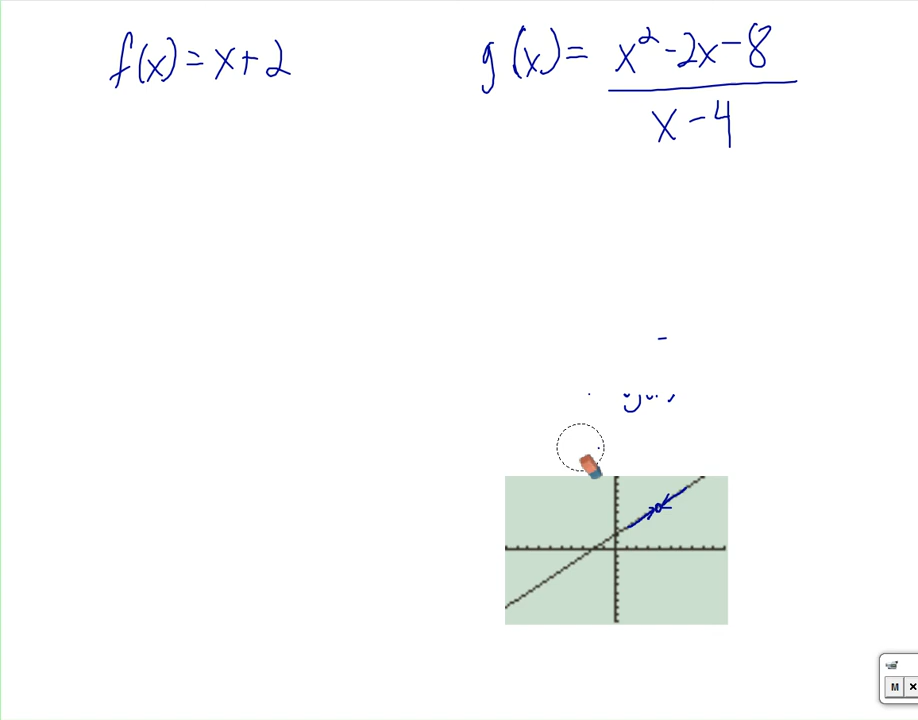 f(x) = x + 2
g(x) = x² - 2x - 8
x - 4
M x